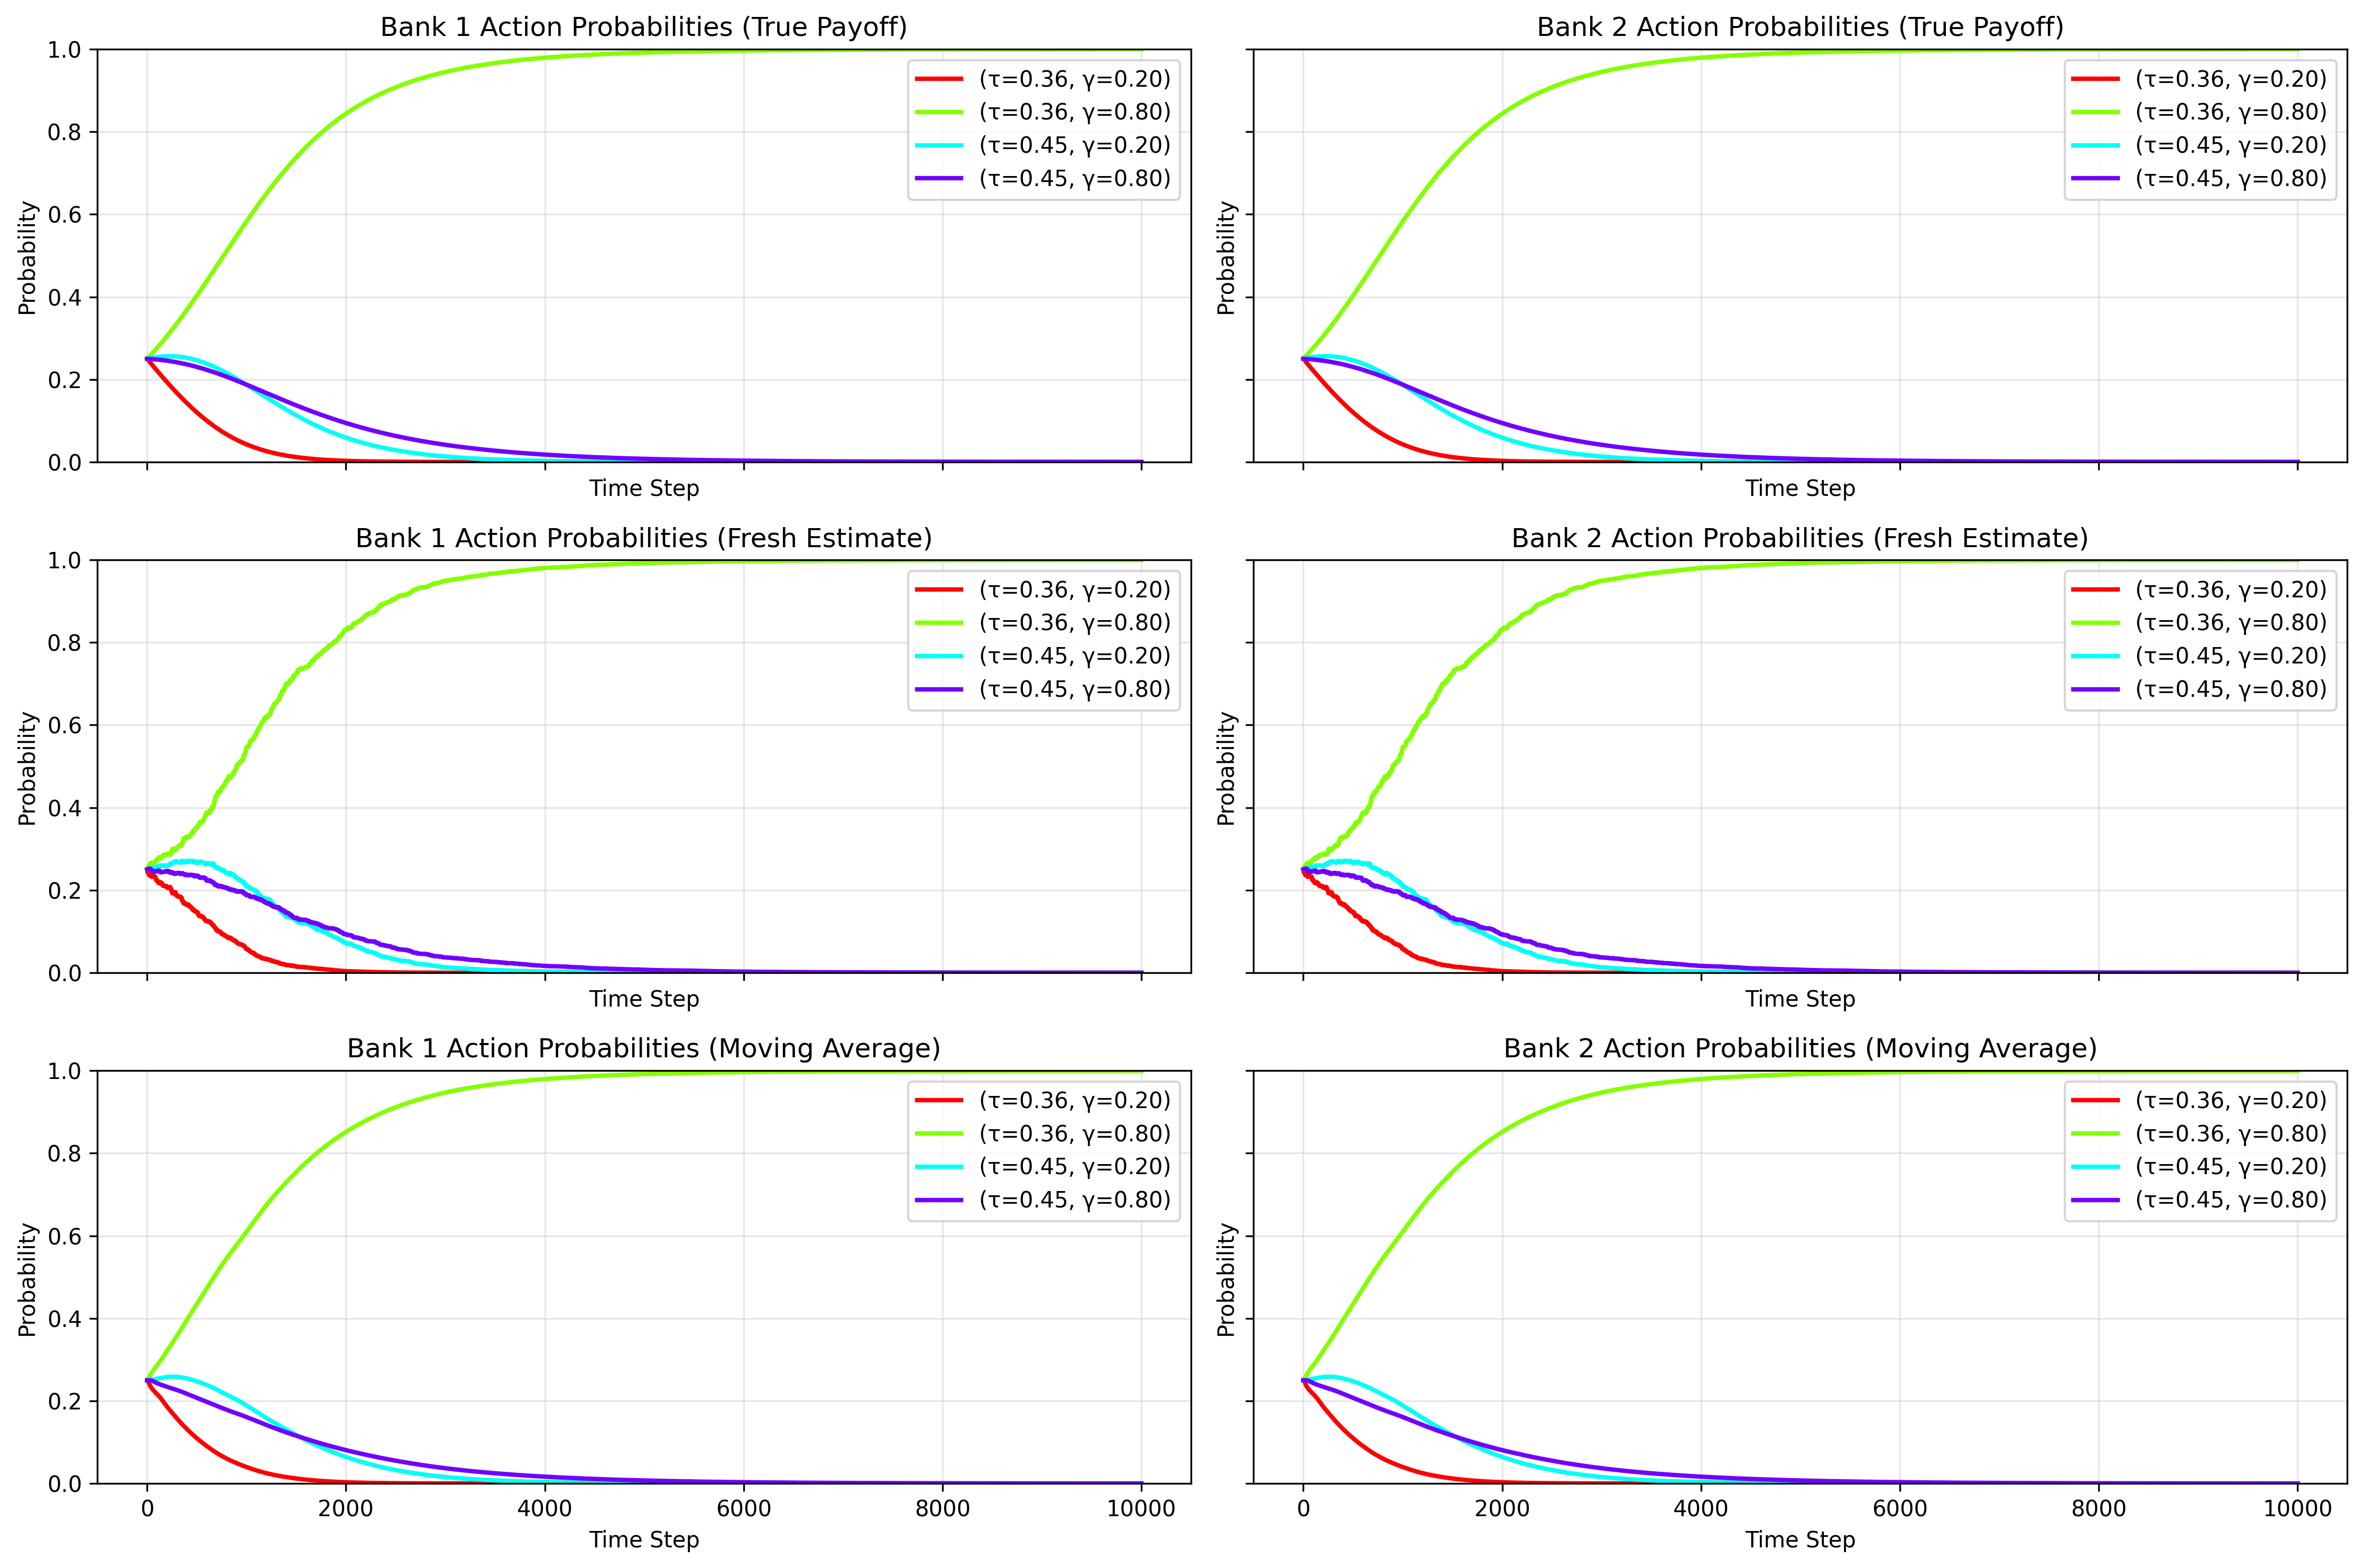 Bank 1 Action Probabilities (True Payoff)
Probability
1.0
0.8
0.6
0.4
0.2
0.0
(τ=0.36, γ=0.20)
(τ=0.36, γ=0.80)
(τ=0.45, γ=0.20)
(τ=0.45, γ=0.80)
Time Step
Bank 2 Action Probabilities (True Payoff)
Probability
(τ=0.36, γ=0.20)
(τ=0.36, γ=0.80)
(τ=0.45, γ=0.20)
(τ=0.45, γ=0.80)
Time Step
Bank 1 Action Probabilities (Fresh Estimate)
Probability
1.0
0.8
0.6
0.4
0.2
0.0
(τ=0.36, γ=0.20)
(τ=0.36, γ=0.80)
(τ=0.45, γ=0.20)
(τ=0.45, γ=0.80)
Time Step
Bank 2 Action Probabilities (Fresh Estimate)
Probability
(τ=0.36, γ=0.20)
(τ=0.36, γ=0.80)
(τ=0.45, γ=0.20)
(τ=0.45, γ=0.80)
Time Step
Bank 1 Action Probabilities (Moving Average)
Probability
1.0
0.8
0.6
0.4
0.2
0.0
(τ=0.36, γ=0.20)
(τ=0.36, γ=0.80)
(τ=0.45, γ=0.20)
(τ=0.45, γ=0.80)
0 2000 4000 6000 8000 10000
Time Step
Bank 2 Action Probabilities (Moving Average)
Probability
(τ=0.36, γ=0.20)
(τ=0.36, γ=0.80)
(τ=0.45, γ=0.20)
(τ=0.45, γ=0.80)
0 2000 4000 6000 8000 10000
Time Step